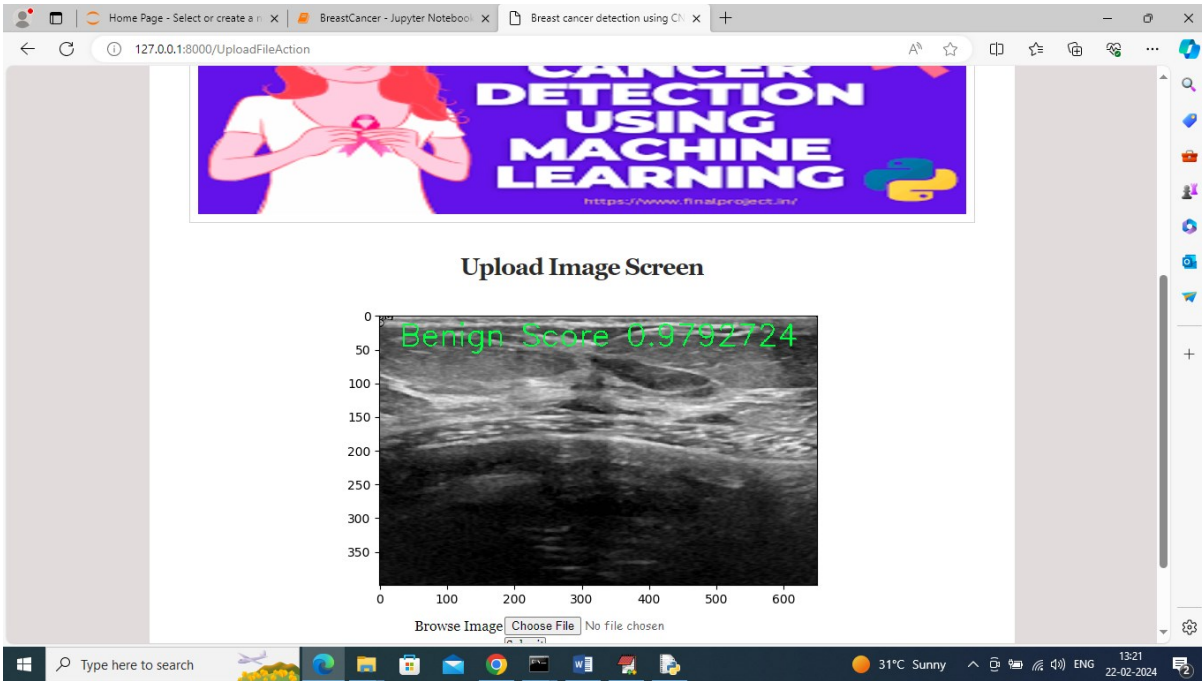 Home Page - Select or create a n
BreastCancer - Jupyter Notebook
Breast cancer detection using CN
127.0.0.1:8000/UploadFileAction
CANCER
DETECTION
USING
MACHINE
LEARNING
https://www.finalproject.in/
Upload Image Screen
Benign Score 0.9792724
0
50
100
150
200
250
300
350
0 100 200 300 400 500 600
Browse Image Choose File No file chosen
Type here to search
31°C Sunny
ENG
13:21
22-02-2024
2